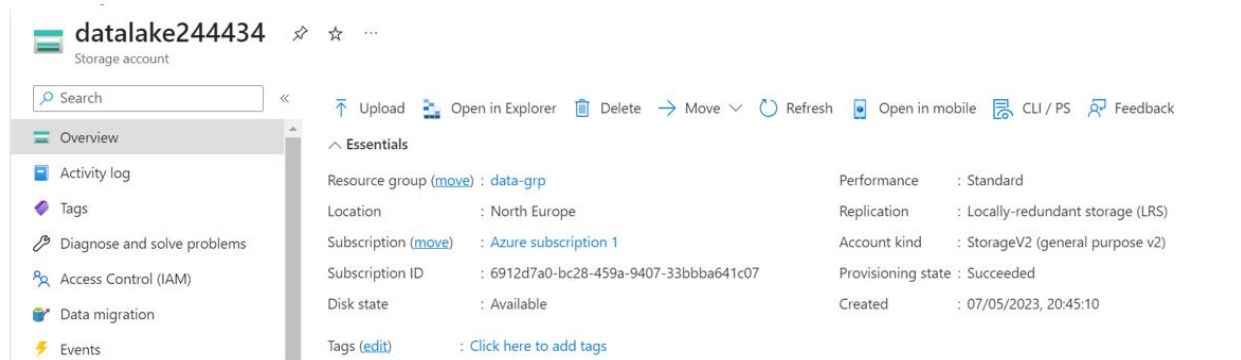 datalake244434
Storage account
Search
«
Upload Open in Explorer Delete Move Refresh Open in mobile CLI / PS Feedback
Overview
Activity log
Tags
Diagnose and solve problems
Access Control (IAM)
Data migration
Events
Essentials
Resource group (move) : data-grp
Location : North Europe
Subscription (move) : Azure subscription 1
Subscription ID : 6912d7a0-bc28-459a-9407-33bbba641c07
Disk state : Available
Tags (edit) : Click here to add tags
Performance : Standard
Replication : Locally-redundant storage (LRS)
Account kind : StorageV2 (general purpose v2)
Provisioning state : Succeeded
Created : 07/05/2023, 20:45:10